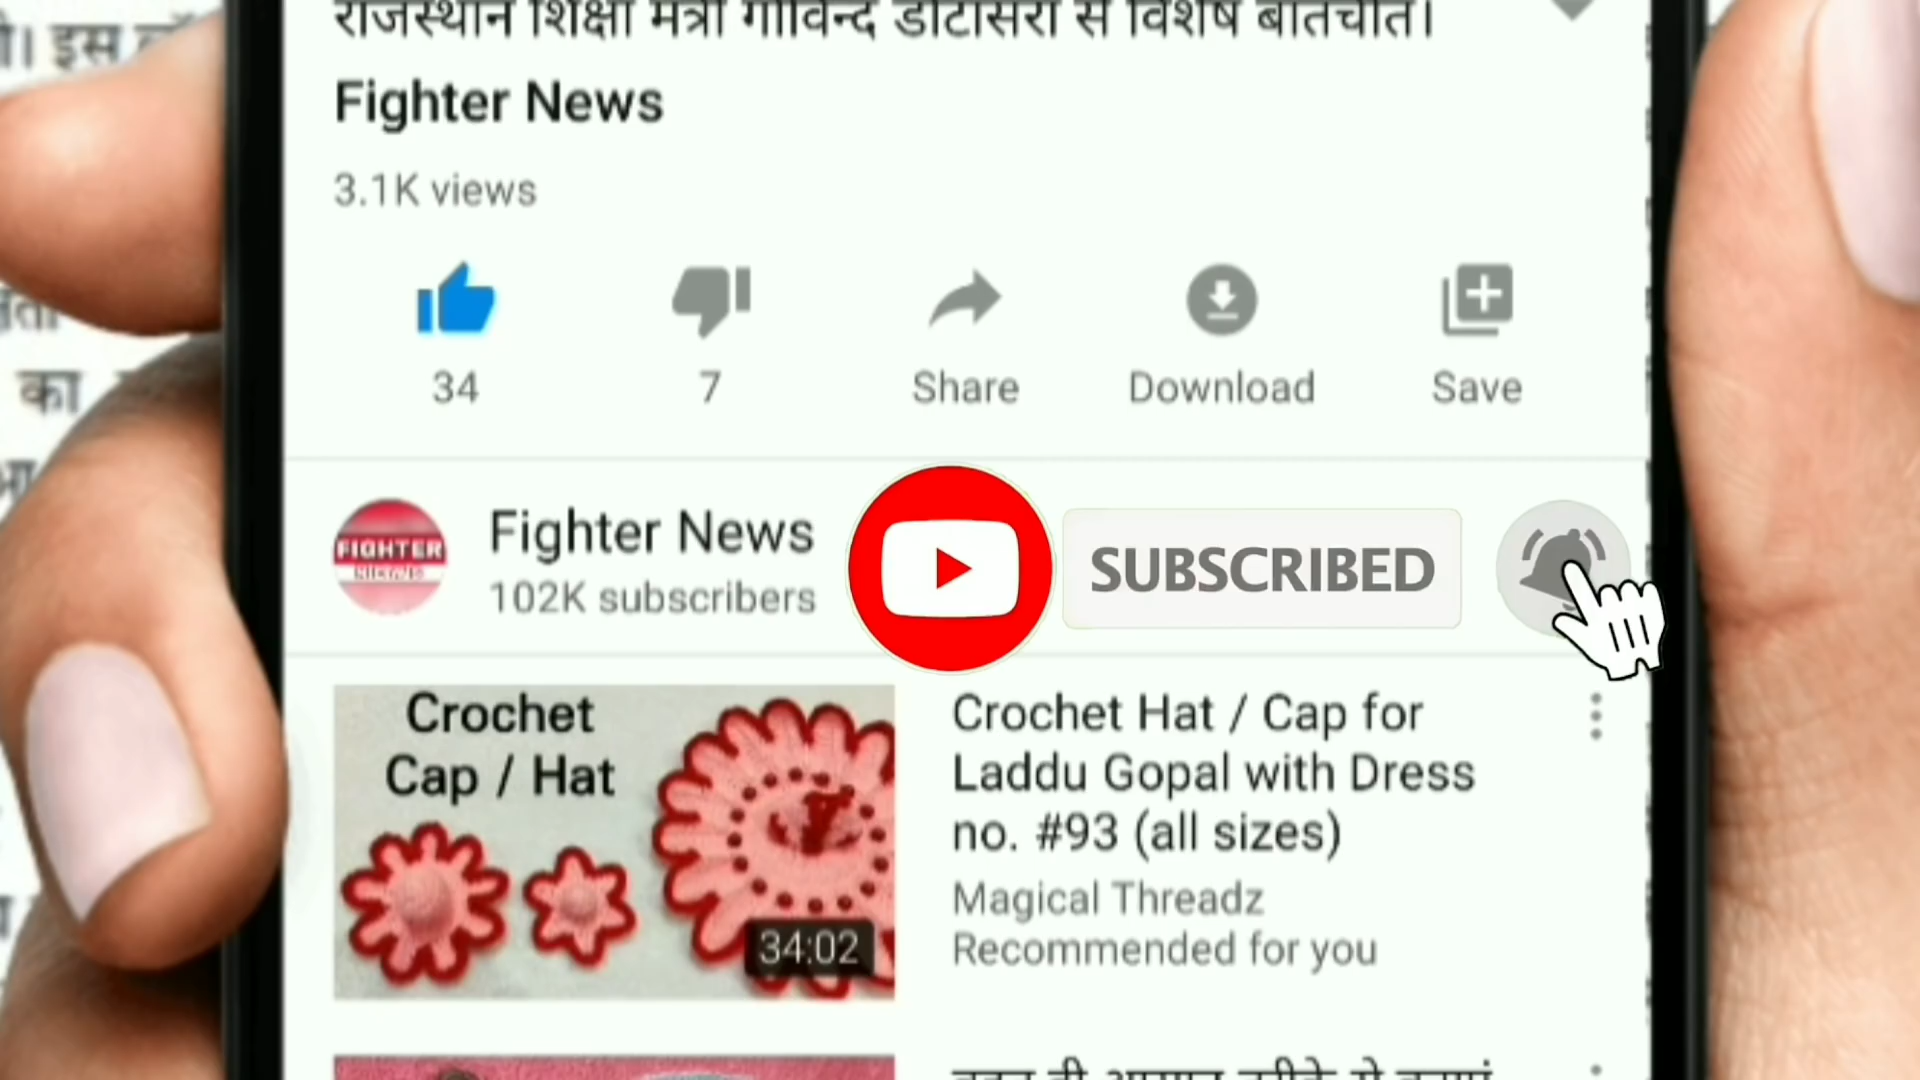 राजस्थान शिक्षा मंत्री गोविन्द डोटासरा से विशेष बातचीत।
Fighter News
3.1K views
34
7
Share
Download
Save
Fighter News
102K subscribers
FIGHTER
SUBSCRIBED
Crochet
Cap / Hat
34:02
Crochet Hat / Cap for
Laddu Gopal with Dress
no. #93 (all sizes)
Magical Threadz
Recommended for you
इस
का